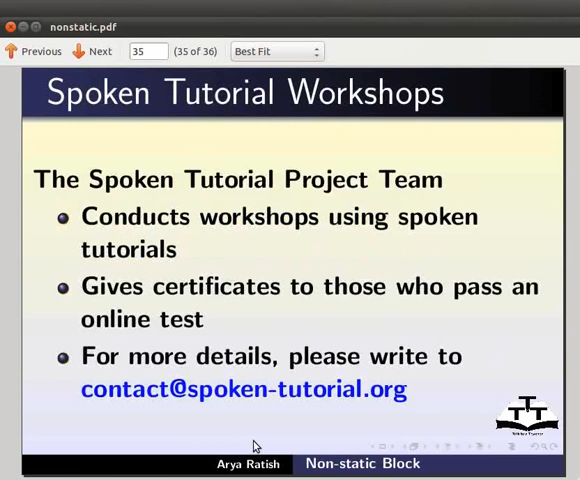 nonstatic.pdf
Previous Next 35 (35 of 36) Best Fit
Spoken Tutorial Workshops
The Spoken Tutorial Project Team
Conducts workshops using spoken
tutorials
Gives certificates to those who pass an
online test
For more details, please write to
contact@spoken-tutorial.org
Arya Ratish Non-static Block